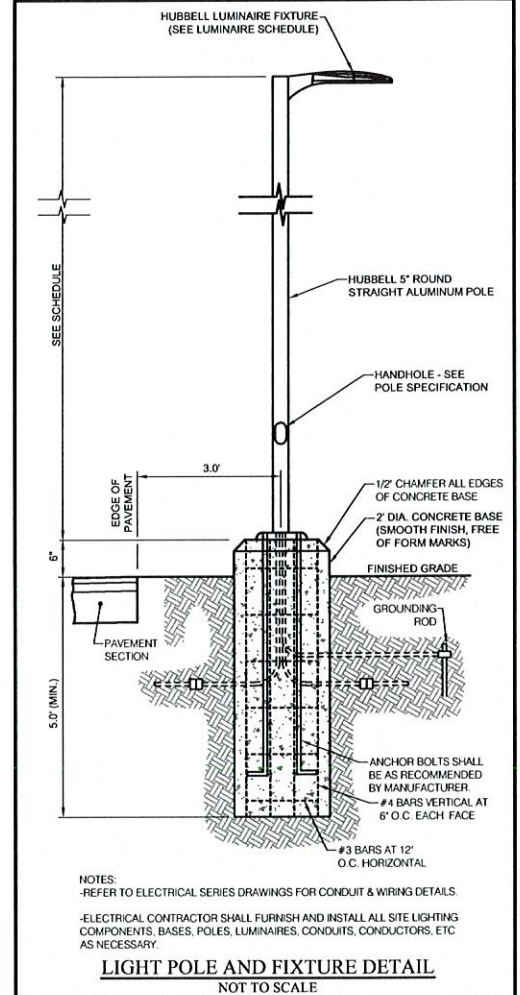 HUBBELL LUMINAIRE FIXTURE
(SEE LUMINAIRE SCHEDULE)
SEE SCHEDULE
HUBBELL 5" ROUND
STRAIGHT ALUMINUM POLE
HANDHOLE - SEE
POLE SPECIFICATION
EDGE OF
PAVEMENT
3.0'
1/2" CHAMFER ALL EDGES
OF CONCRETE BASE
2' DIA. CONCRETE BASE
(SMOOTH FINISH, FREE
OF FORM MARKS)
6"
FINISHED GRADE
GROUNDING
ROD
PAVEMENT
SECTION
5.0' (MIN.)
ANCHOR BOLTS SHALL
BE AS RECOMMENDED
BY MANUFACTURER.
#4 BARS VERTICAL AT
6" O.C. EACH FACE
#3 BARS AT 12"
O.C. HORIZONTAL
NOTES:
-REFER TO ELECTRICAL SERIES DRAWINGS FOR CONDUIT & WIRING DETAILS.
-ELECTRICAL CONTRACTOR SHALL FURNISH AND INSTALL ALL SITE LIGHTING
COMPONENTS, BASES, POLES, LUMINAIRES, CONDUITS, CONDUCTORS, ETC
AS NECESSARY.
LIGHT POLE AND FIXTURE DETAIL
NOT TO SCALE